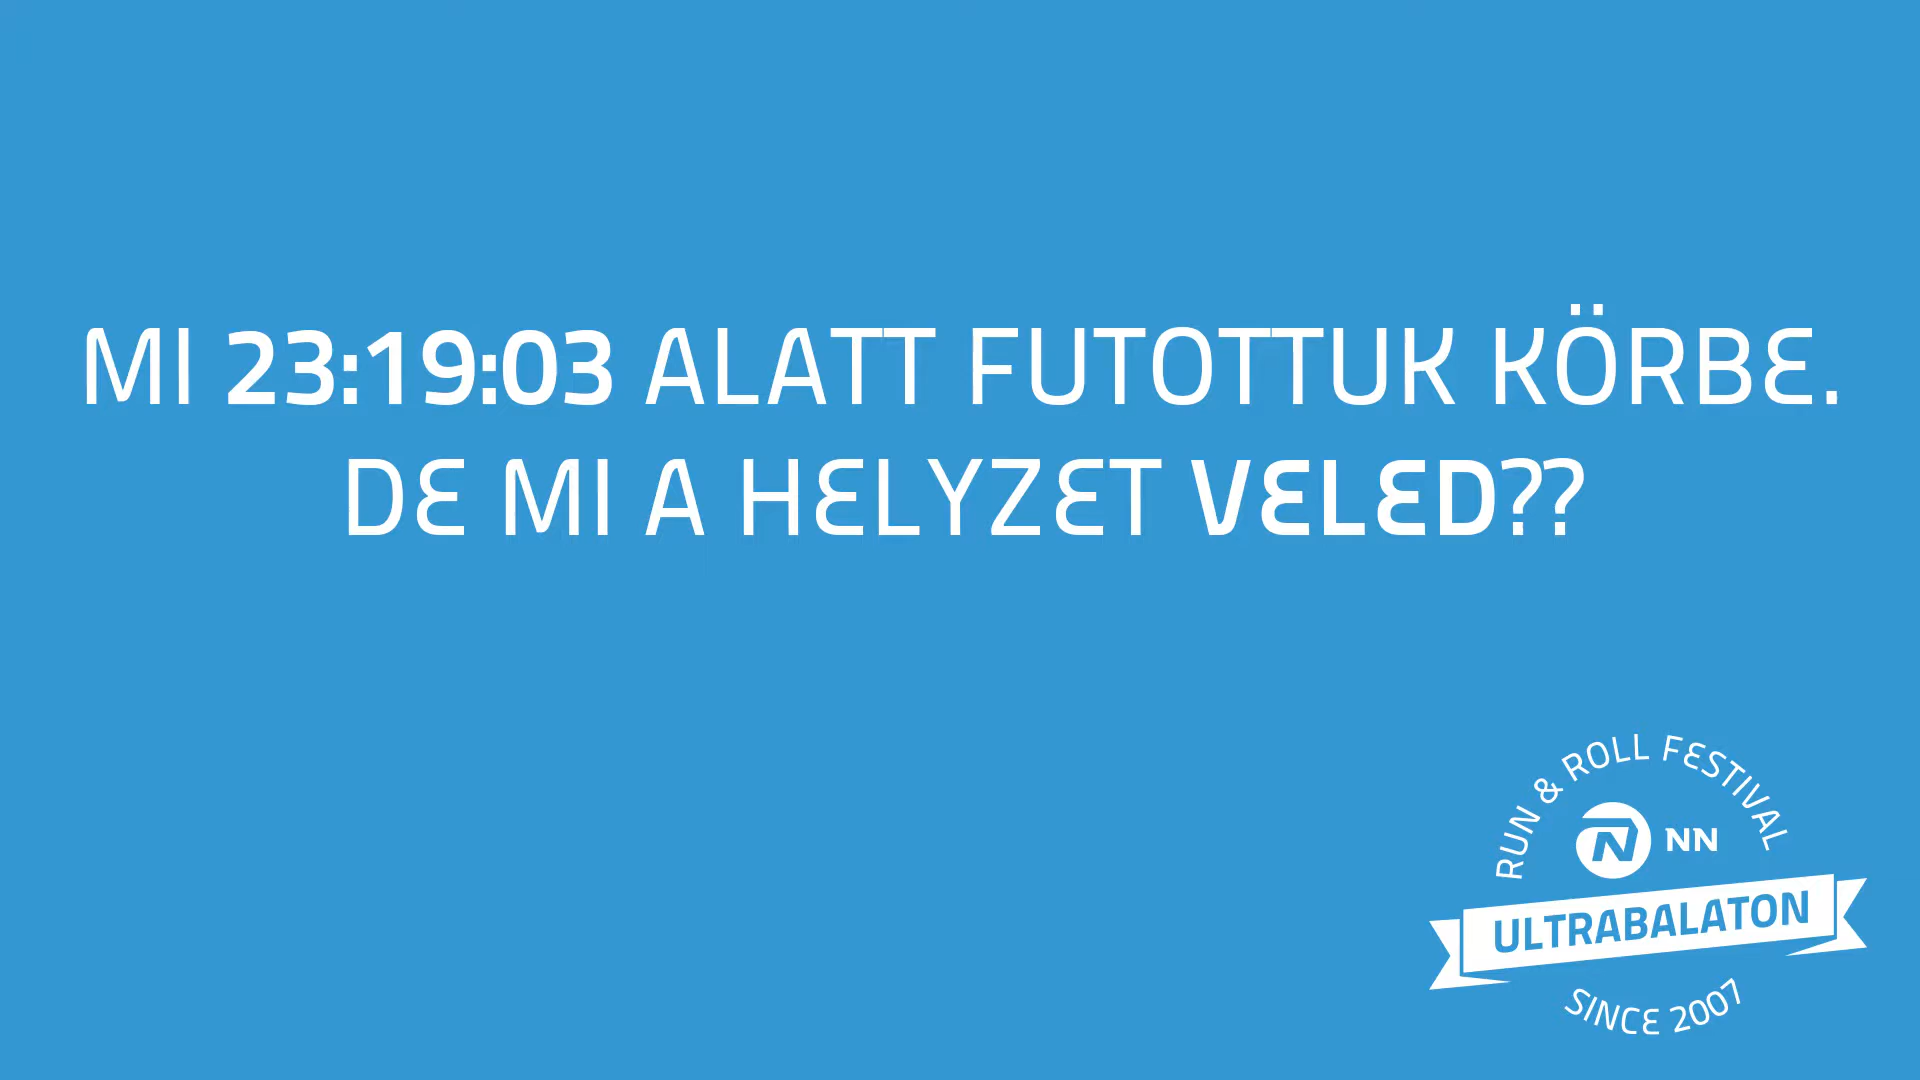 MI 23:19:03 ALATT FUTOTTUK KÖRBE.
DE MI A HELYZET VELED??
RUN & ROLL FESTIVAL
NN
ULTRABALATON
SINCE 2007